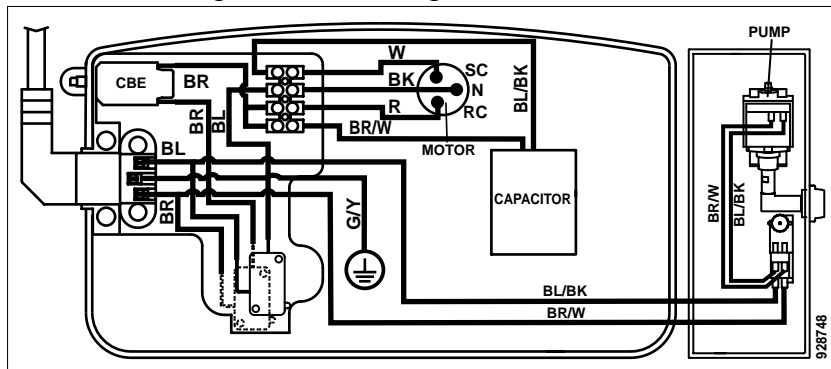 PUMP
W
SC
CBE
BR
BK
N
BL/BK
R
RC
BR
BL
BR/W
MOTOR
BL
CAPACITOR
BR
G/Y
BR/W
BL/BK
BL/BK
BR/W
928748